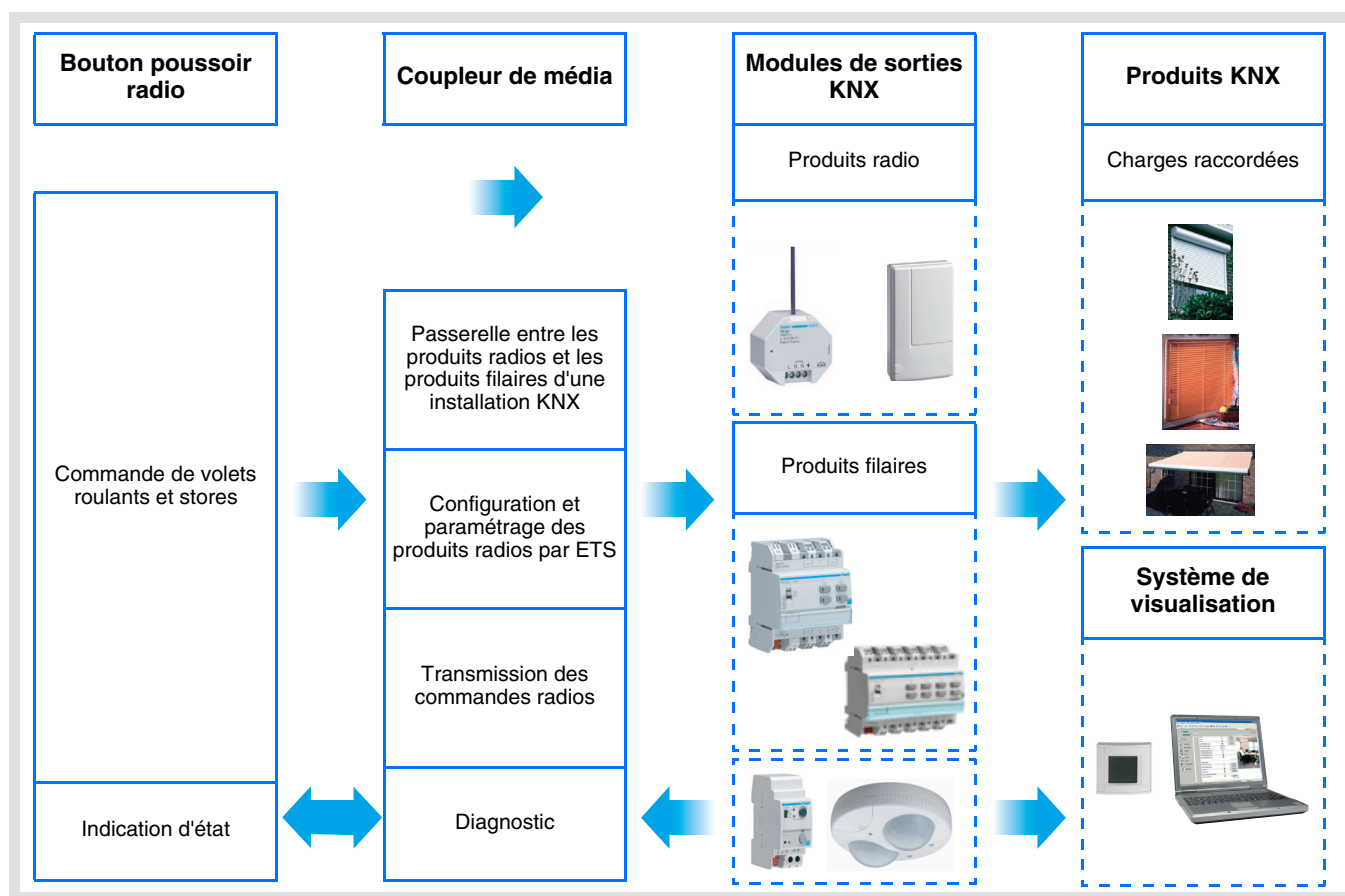 Bouton poussoir
radio
Coupleur de média
Modules de sorties
KNX
Produits KNX
Produits radio
Charges raccordées
Passerelle entre les
produits radios et les
produits filaires d'une
installation KNX
Commande de volets
roulants et stores
Configuration et
paramétrage des
produits radios par ETS
Produits filaires
Système de
visualisation
Transmission des
commandes radios
Indication d'état
Diagnostic